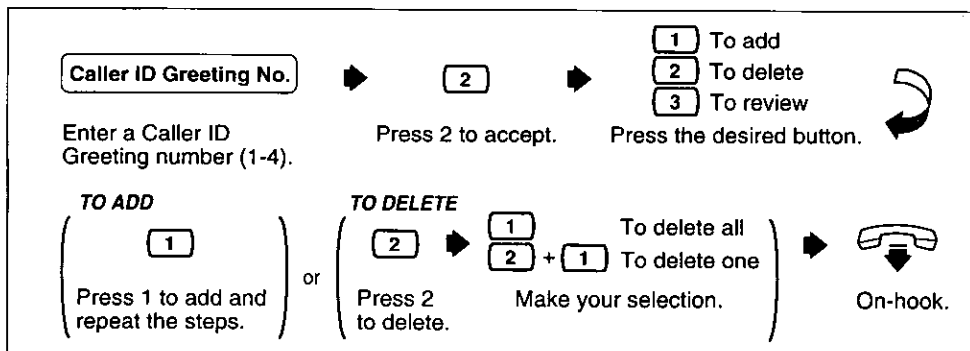 Caller ID Greeting No.
2
1 To add
2 To delete
3 To review
Enter a Caller ID
Greeting number (1-4).
Press 2 to accept.
Press the desired button.
TO ADD
1
Press 1 to add and
repeat the steps.
or
TO DELETE
2
Press 2
to delete.
1 To delete all
2 + 1 To delete one
Make your selection.
On-hook.